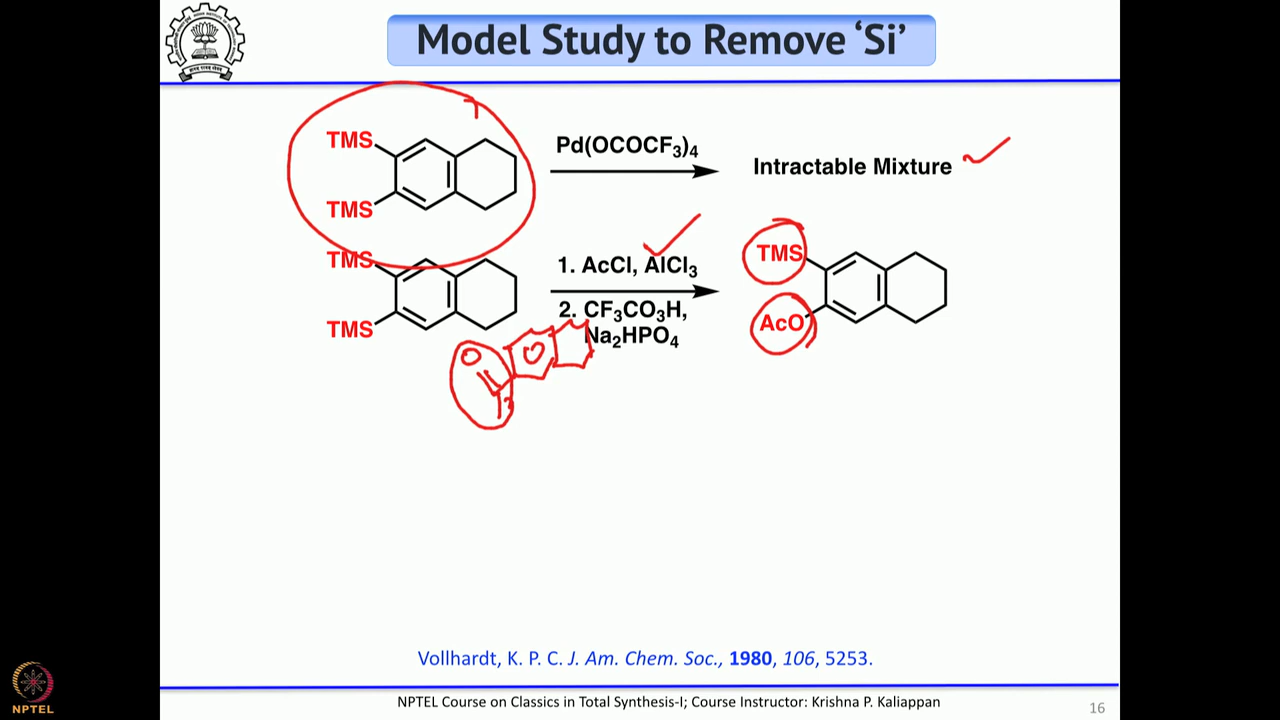 Model Study to Remove ‘Si’
TMS
TMS
Pd(OCOCF3)4
Intractable Mixture
TMS
TMS
1. AcCl, AlCl3
2. CF3CO3H,
Na2HPO4
TMS
AcO
O
Vollhardt, K. P. C. J. Am. Chem. Soc., 1980, 106, 5253.
NPTEL Course on Classics in Total Synthesis-I; Course Instructor: Krishna P. Kaliappan
16
NPTEL